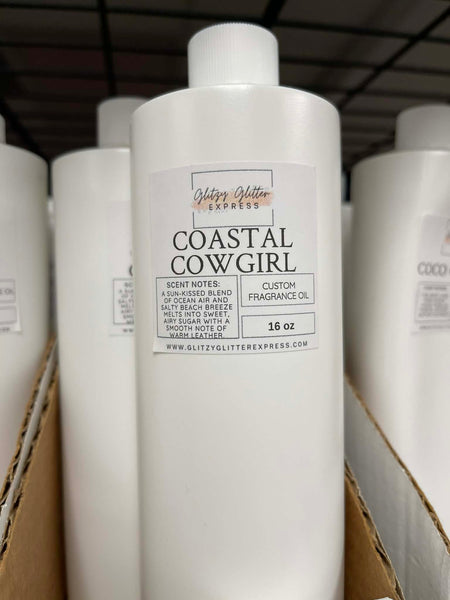 Glitzy Glitter
EXPRESS
COASTAL
COWGIRL
SCENT NOTES:
A SUN-KISSED BLEND
OF OCEAN AIR AND
SALTY BEACH BREEZE
MELTS INTO SWEET,
AIRY SUGAR WITH A
SMOOTH NOTE OF
WARM LEATHER.
CUSTOM
FRAGRANCE OIL
16 oz
WWW.GLITZYGLITTEREXPRESS.COM
COCO